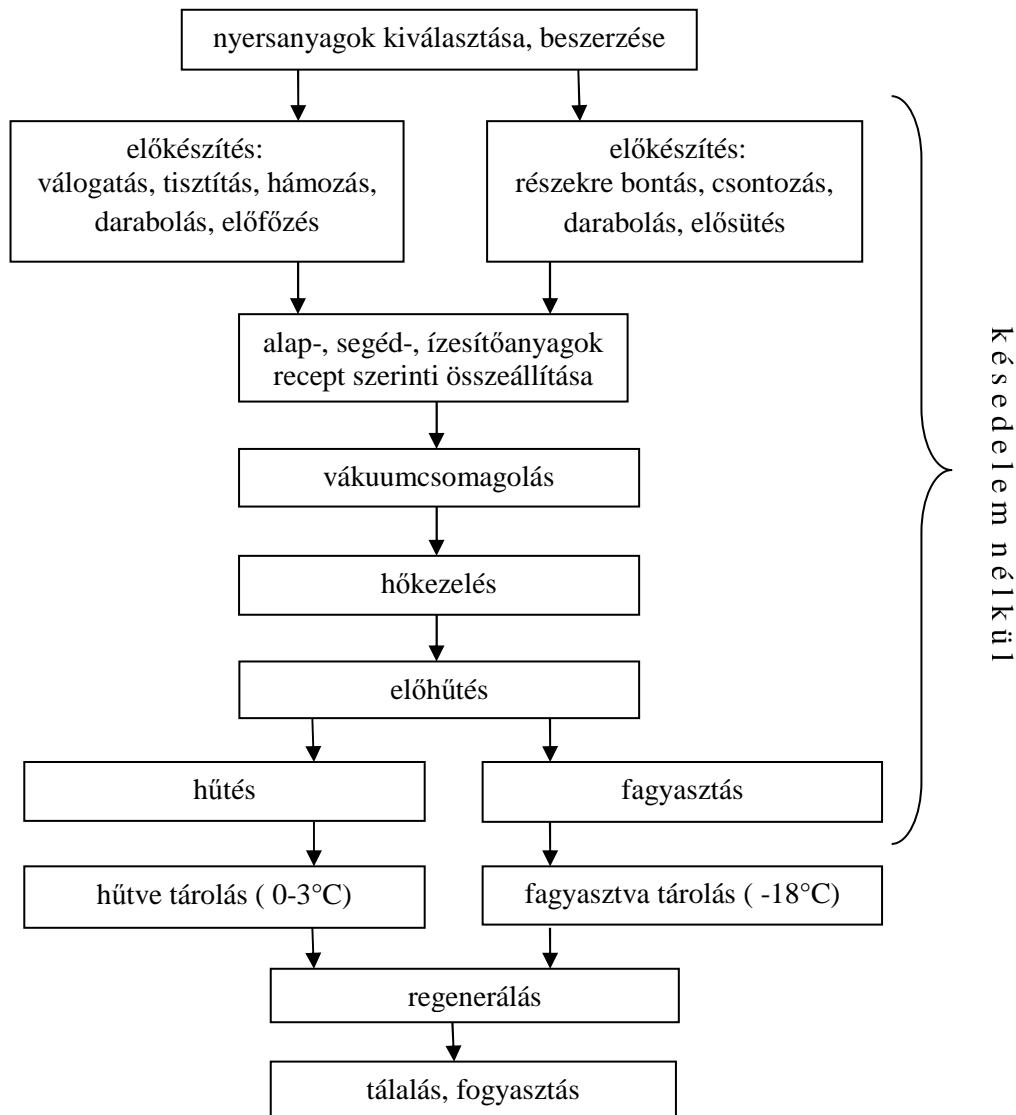 nyersanyagok kiválasztása, beszerzése
előkészítés:
válogatás, tisztítás, hámozás,
darabolás, előfőzés
előkészítés:
részekre bontás, csontozás,
darabolás, elősütés
alap-, segéd-, ízesítőanyagok
recept szerinti összeállítása
vákuumcsomagolás
hőkezelés
előhűtés
hűtés
fagyasztás
hűtve tárolás ( 0-3°C)
fagyasztva tárolás ( -18°C)
regenerálás
tálalás, fogyasztás
késedelem nélkül